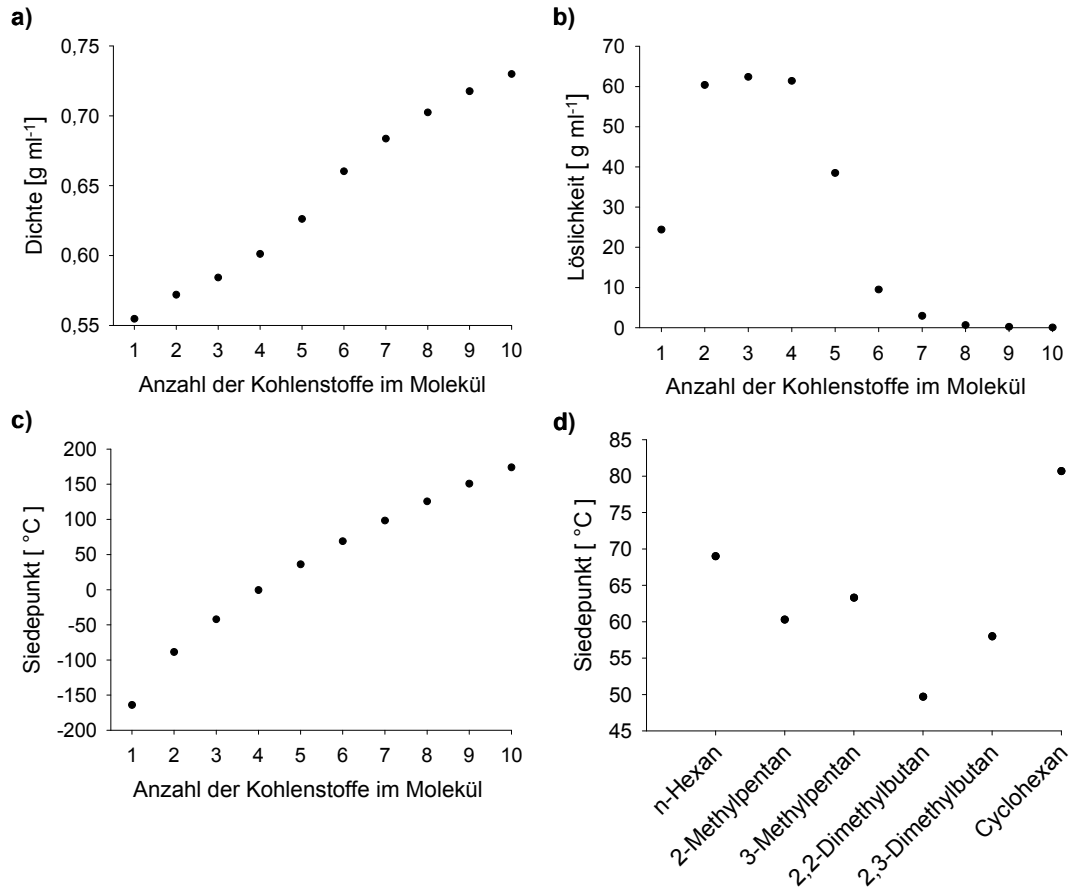 a)
0,75
0,70
0,65
0,60
0,55
Dichte [g ml-1]
1 2 3 4 5 6 7 8 9 10
Anzahl der Kohlenstoffe im Molekül
b)
70
60
50
40
30
20
10
0
Löslichkeit [ g ml-1]
1 2 3 4 5 6 7 8 9 10
Anzahl der Kohlenstoffe im Molekül
c)
200
150
100
50
0
-50
-100
-150
-200
Siedepunkt [ °C ]
1 2 3 4 5 6 7 8 9 10
Anzahl der Kohlenstoffe im Molekül
d)
85
80
75
70
65
60
55
50
45
Siedepunkt [ °C ]
n-Hexan
2-Methylpentan
3-Methylpentan
2,2-Dimethylbutan
2,3-Dimethylbutan
Cyclohexan